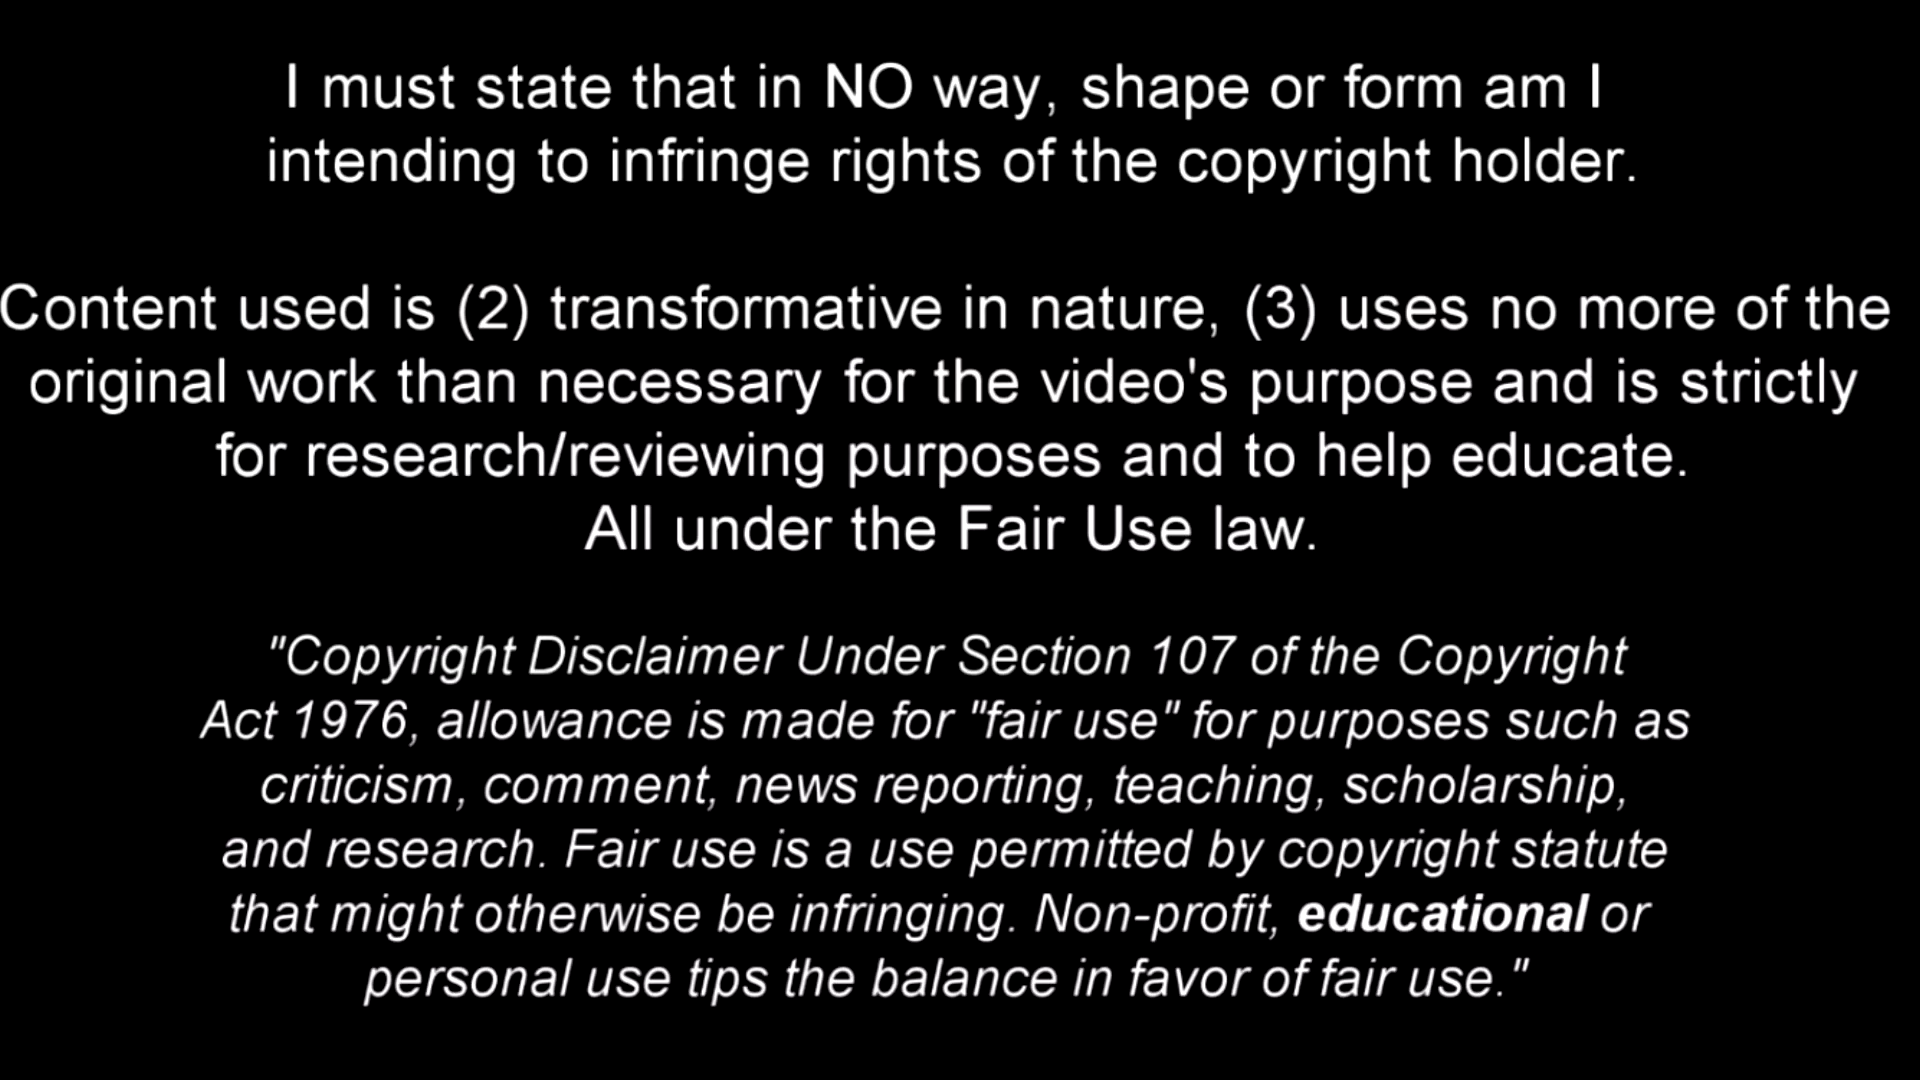 I must state that in NO way, shape or form am I
intending to infringe rights of the copyright holder.
Content used is (2) transformative in nature, (3) uses no more of the
original work than necessary for the video's purpose and is strictly
for research/reviewing purposes and to help educate.
All under the Fair Use law.
"Copyright Disclaimer Under Section 107 of the Copyright
Act 1976, allowance is made for "fair use" for purposes such as
criticism, comment, news reporting, teaching, scholarship,
and research. Fair use is a use permitted by copyright statute
that might otherwise be infringing. Non-profit, educational or
personal use tips the balance in favor of fair use."